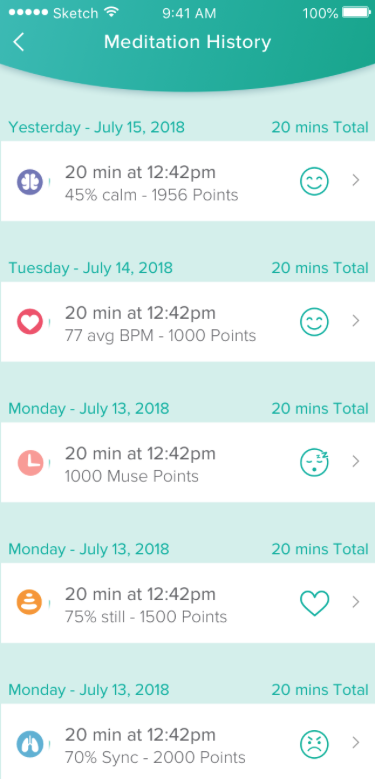 Sketch 9:41 AM 100%
Meditation History
Yesterday - July 15, 2018 20 mins Total
20 min at 12:42pm
45% calm - 1956 Points
Tuesday - July 14, 2018 20 mins Total
20 min at 12:42pm
77 avg BPM - 1000 Points
Monday - July 13, 2018 20 mins Total
20 min at 12:42pm
1000 Muse Points
Monday - July 13, 2018 20 mins Total
20 min at 12:42pm
75% still - 1500 Points
Monday - July 13, 2018 20 mins Total
20 min at 12:42pm
70% Sync - 2000 Points